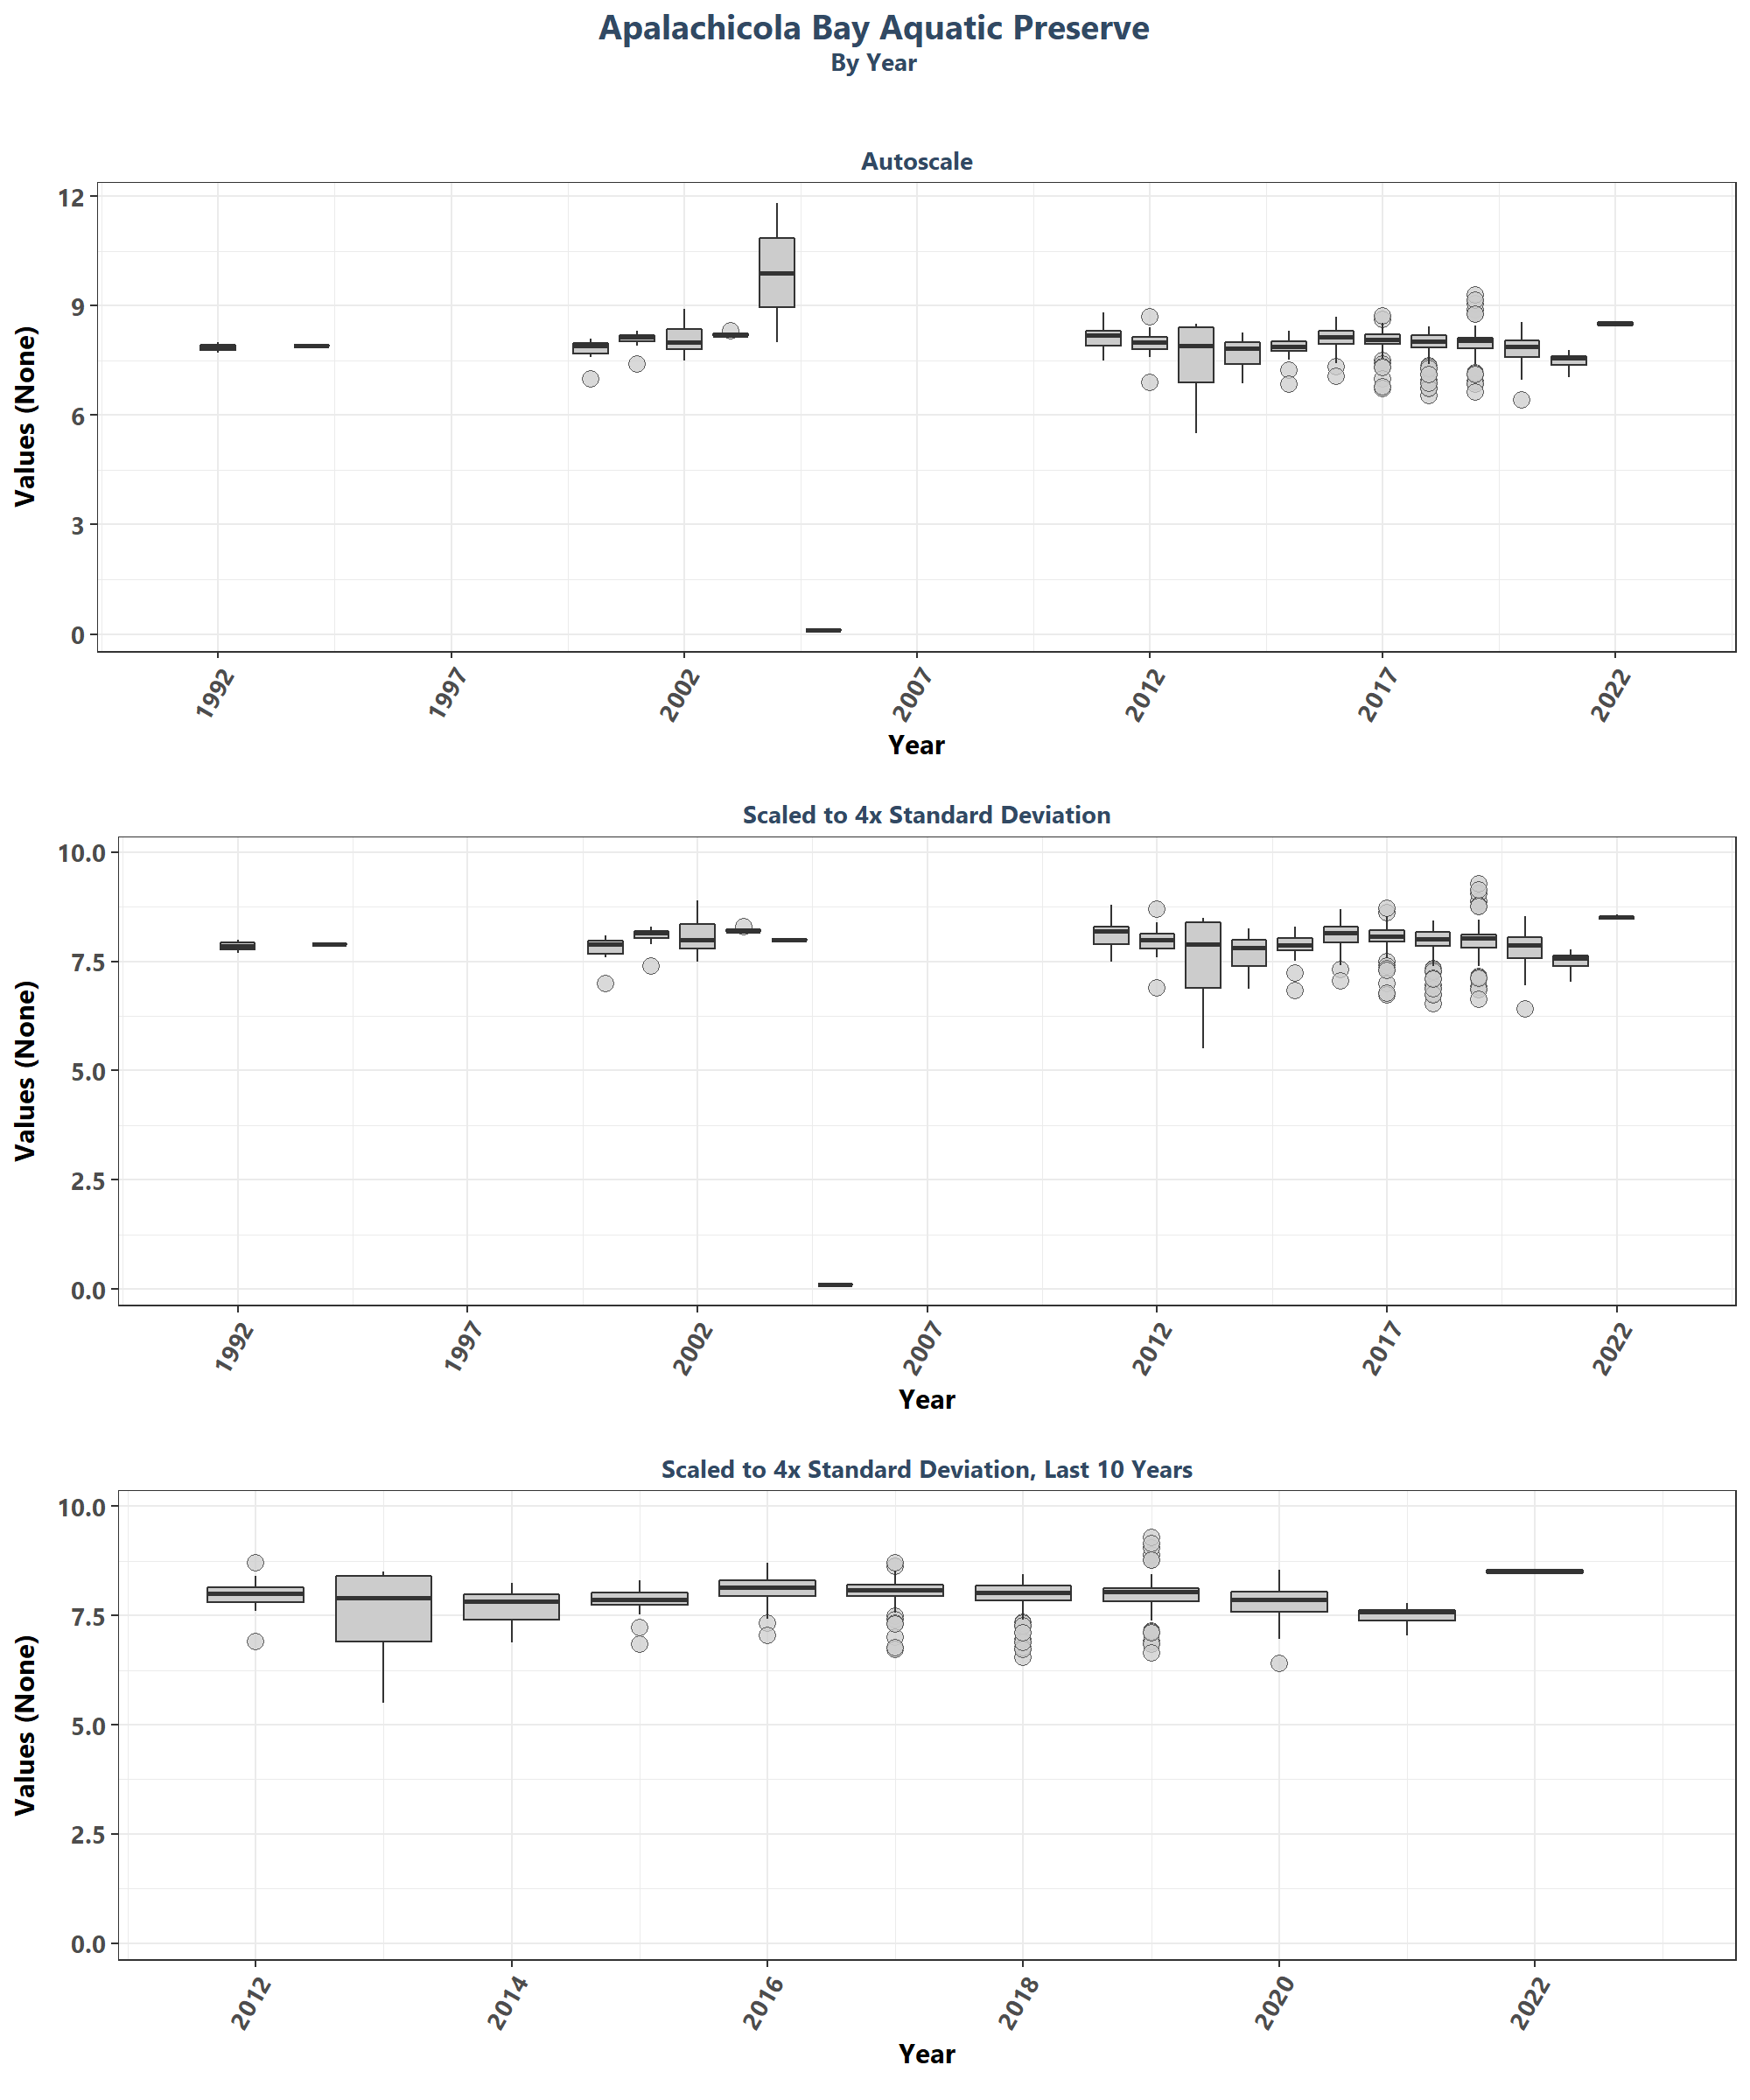 Apalachicola Bay Aquatic Preserve
By Year
Autoscale
Values (None)
12
9
6
3
0
1992 1997 2002 2007 2012 2017 2022
Year
Scaled to 4x Standard Deviation
Values (None)
10.0
7.5
5.0
2.5
0.0
1992 1997 2002 2007 2012 2017 2022
Year
Scaled to 4x Standard Deviation, Last 10 Years
Values (None)
10.0
7.5
5.0
2.5
0.0
2012 2014 2016 2018 2020 2022
Year